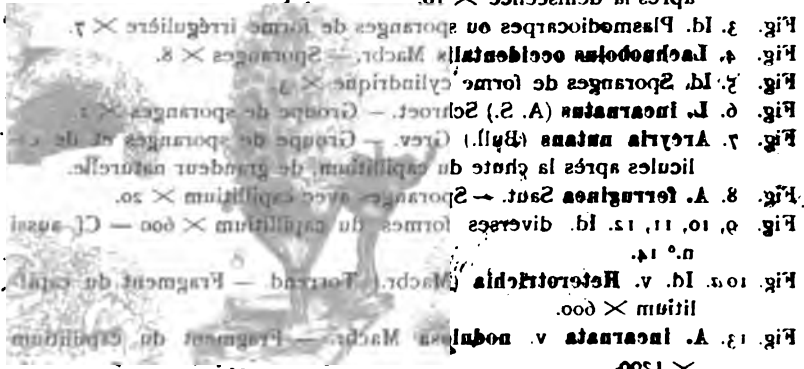 Fig. 3. Id. Plasmodiocarpes ou sporanges de forme irrégulière × 7.
Fig. 4. Lachnobolus occidentalis Macbr. — Sporanges × 8.
Fig. 5. Id. Sporanges de forme cylindrique × 3.
Fig. 6. L. incarnatus (A. S.) Schroet. — Groupe de sporanges ×
Fig. 7. Arcyria nutans (Bull.) Grev. — Groupe de sporanges et de ca-
licules après la chute du capillitium, de grandeur naturelle.
Fig. 8. A. ferruginea Saut. — Sporanges avec capillitium × 20.
Fig. 9, 10, 11, 12. Id. diverses formes du capillitium × 600 — Cf. aussi
n.º 14.
Fig. 10a. Id. v. Heterotrichia (Macbr.) Torrend. — Fragment du capil-
litium × 600.
Fig. 13. A. incarnata v. nodulosa Macbr. — Fragment du capillitium
× 1200